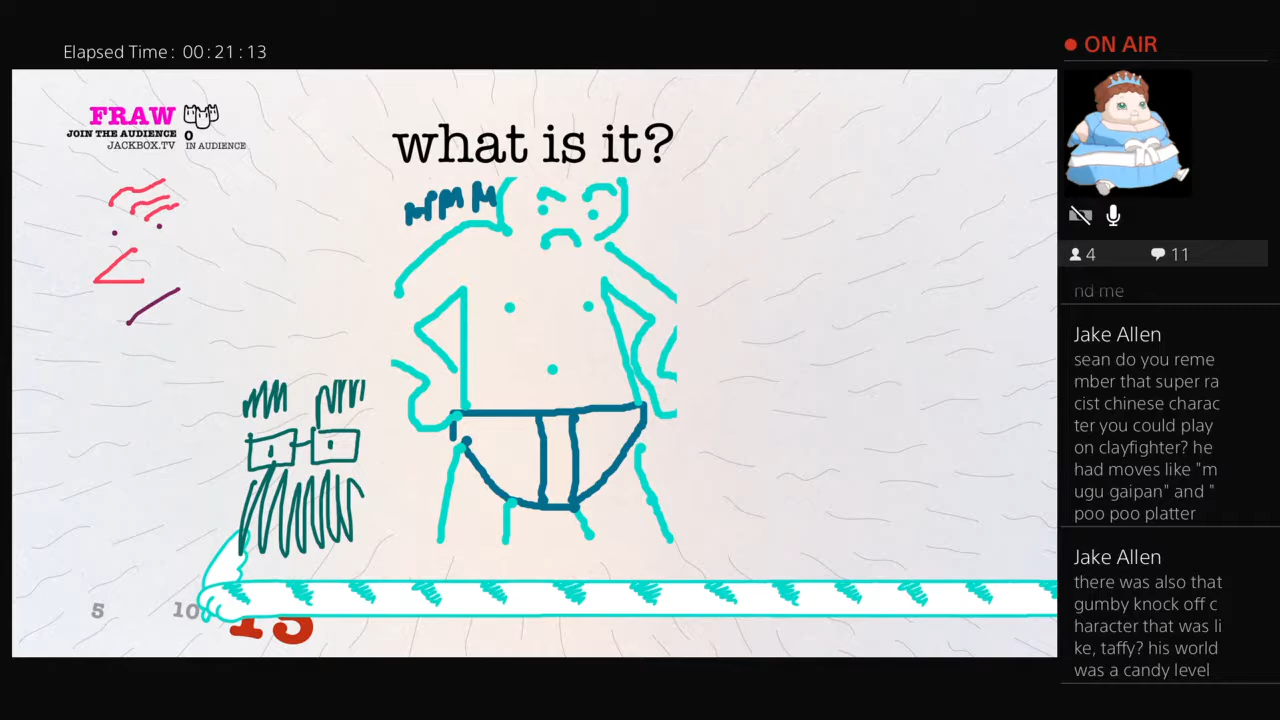 Elapsed Time: 00:21:13
ON AIR
FRAW
JOIN THE AUDIENCE
JACKBOX.TV
0
IN AUDIENCE
what is it?
4
11
nd me
Jake Allen
sean do you reme
mber that super ra
cist chinese charac
ter you could play
on clayfighter? he
had moves like "m
ugu gaipan" and "
poo poo platter
Jake Allen
there was also that
gumby knock off c
haracter that was li
ke, taffy? his world
was a candy level
5
10